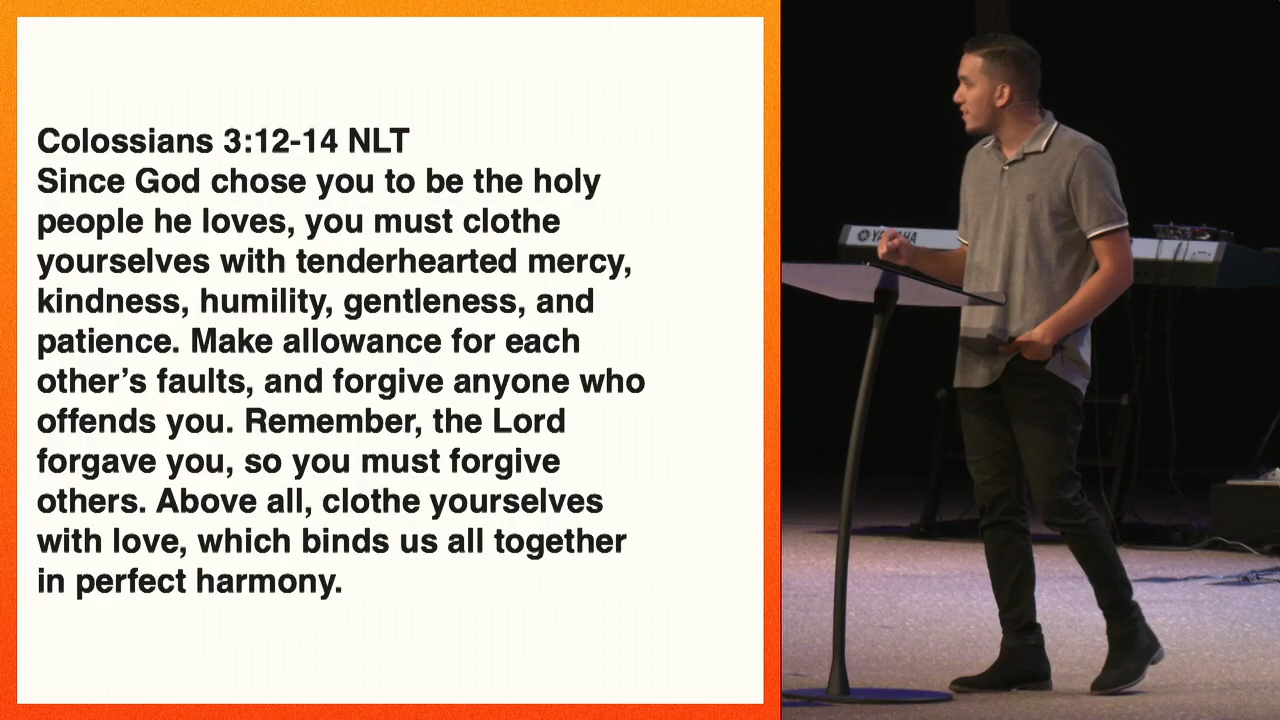 Colossians 3:12-14 NLT
Since God chose you to be the holy
people he loves, you must clothe
yourselves with tenderhearted mercy,
kindness, humility, gentleness, and
patience. Make allowance for each
other’s faults, and forgive anyone who
offends you. Remember, the Lord
forgave you, so you must forgive
others. Above all, clothe yourselves
with love, which binds us all together
in perfect harmony.
YAMAHA